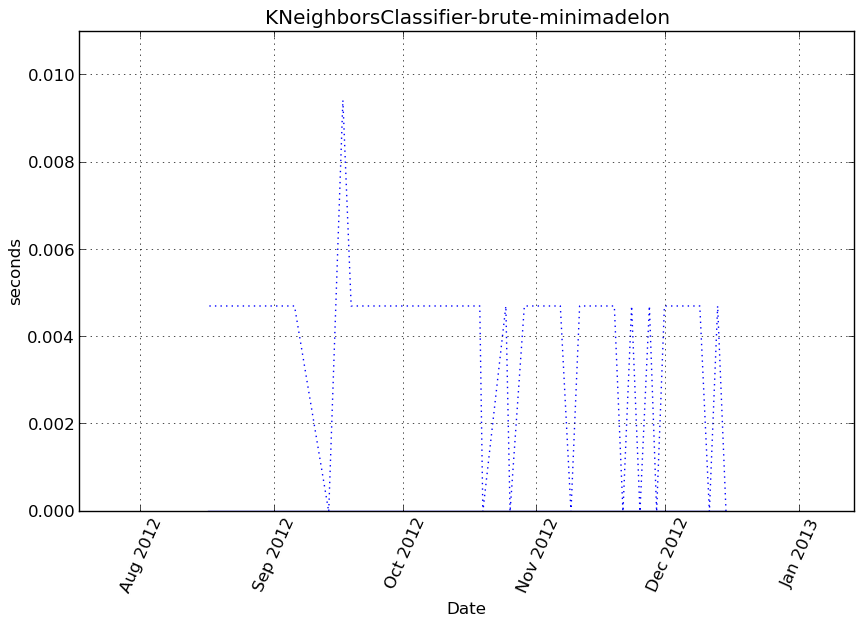 KNeighborsClassifier-brute-minimadelon
0.010
0.008
0.006
0.004
0.002
0.000
seconds
Aug 2012
Sep 2012
Oct 2012
Nov 2012
Dec 2012
Jan 2013
Date